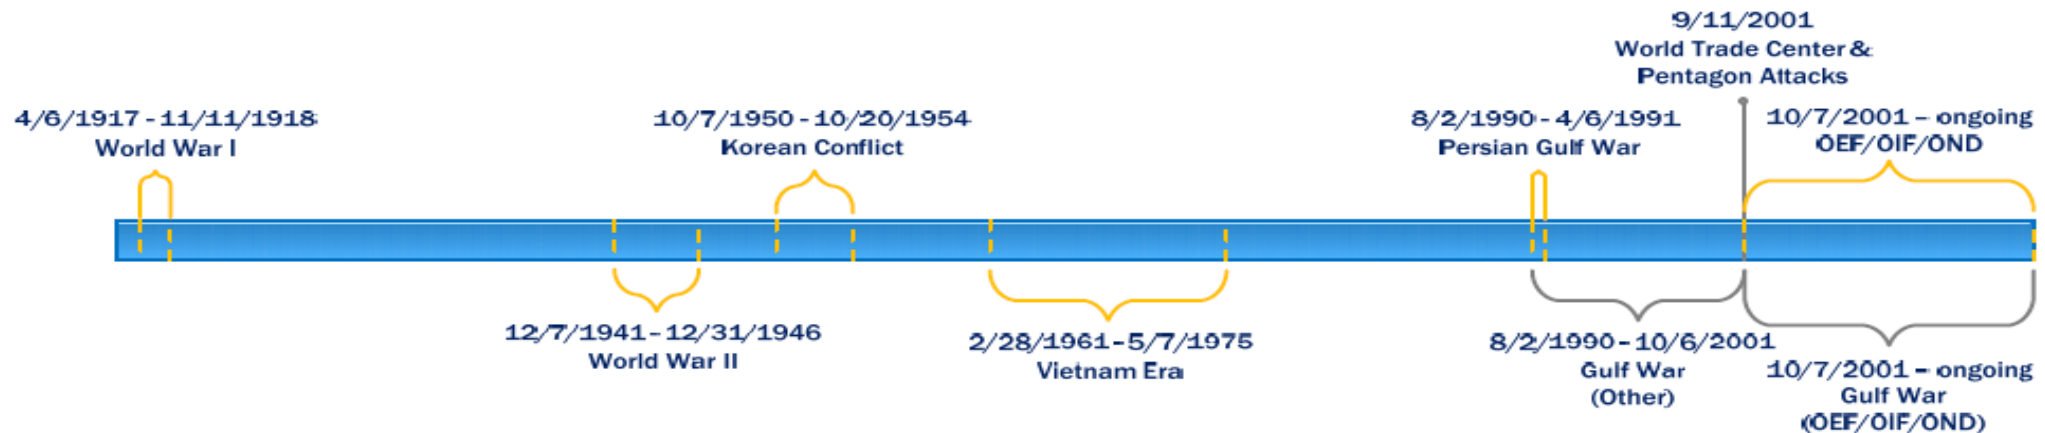 9/11/2001
World Trade Center &
Pentagon Attacks
4/6/1917 - 11/11/1918
World War I
10/7/1950 - 10/20/1954
Korean Conflict
8/2/1990 - 4/6/1991
Persian Gulf War
10/7/2001 – ongoing
OEF/OIF/OND
12/7/1941 - 12/31/1946
World War II
2/28/1961 - 5/7/1975
Vietnam Era
8/2/1990 - 10/6/2001
Gulf War
(Other)
10/7/2001 – ongoing
Gulf War
(OEF/OIF/OND)